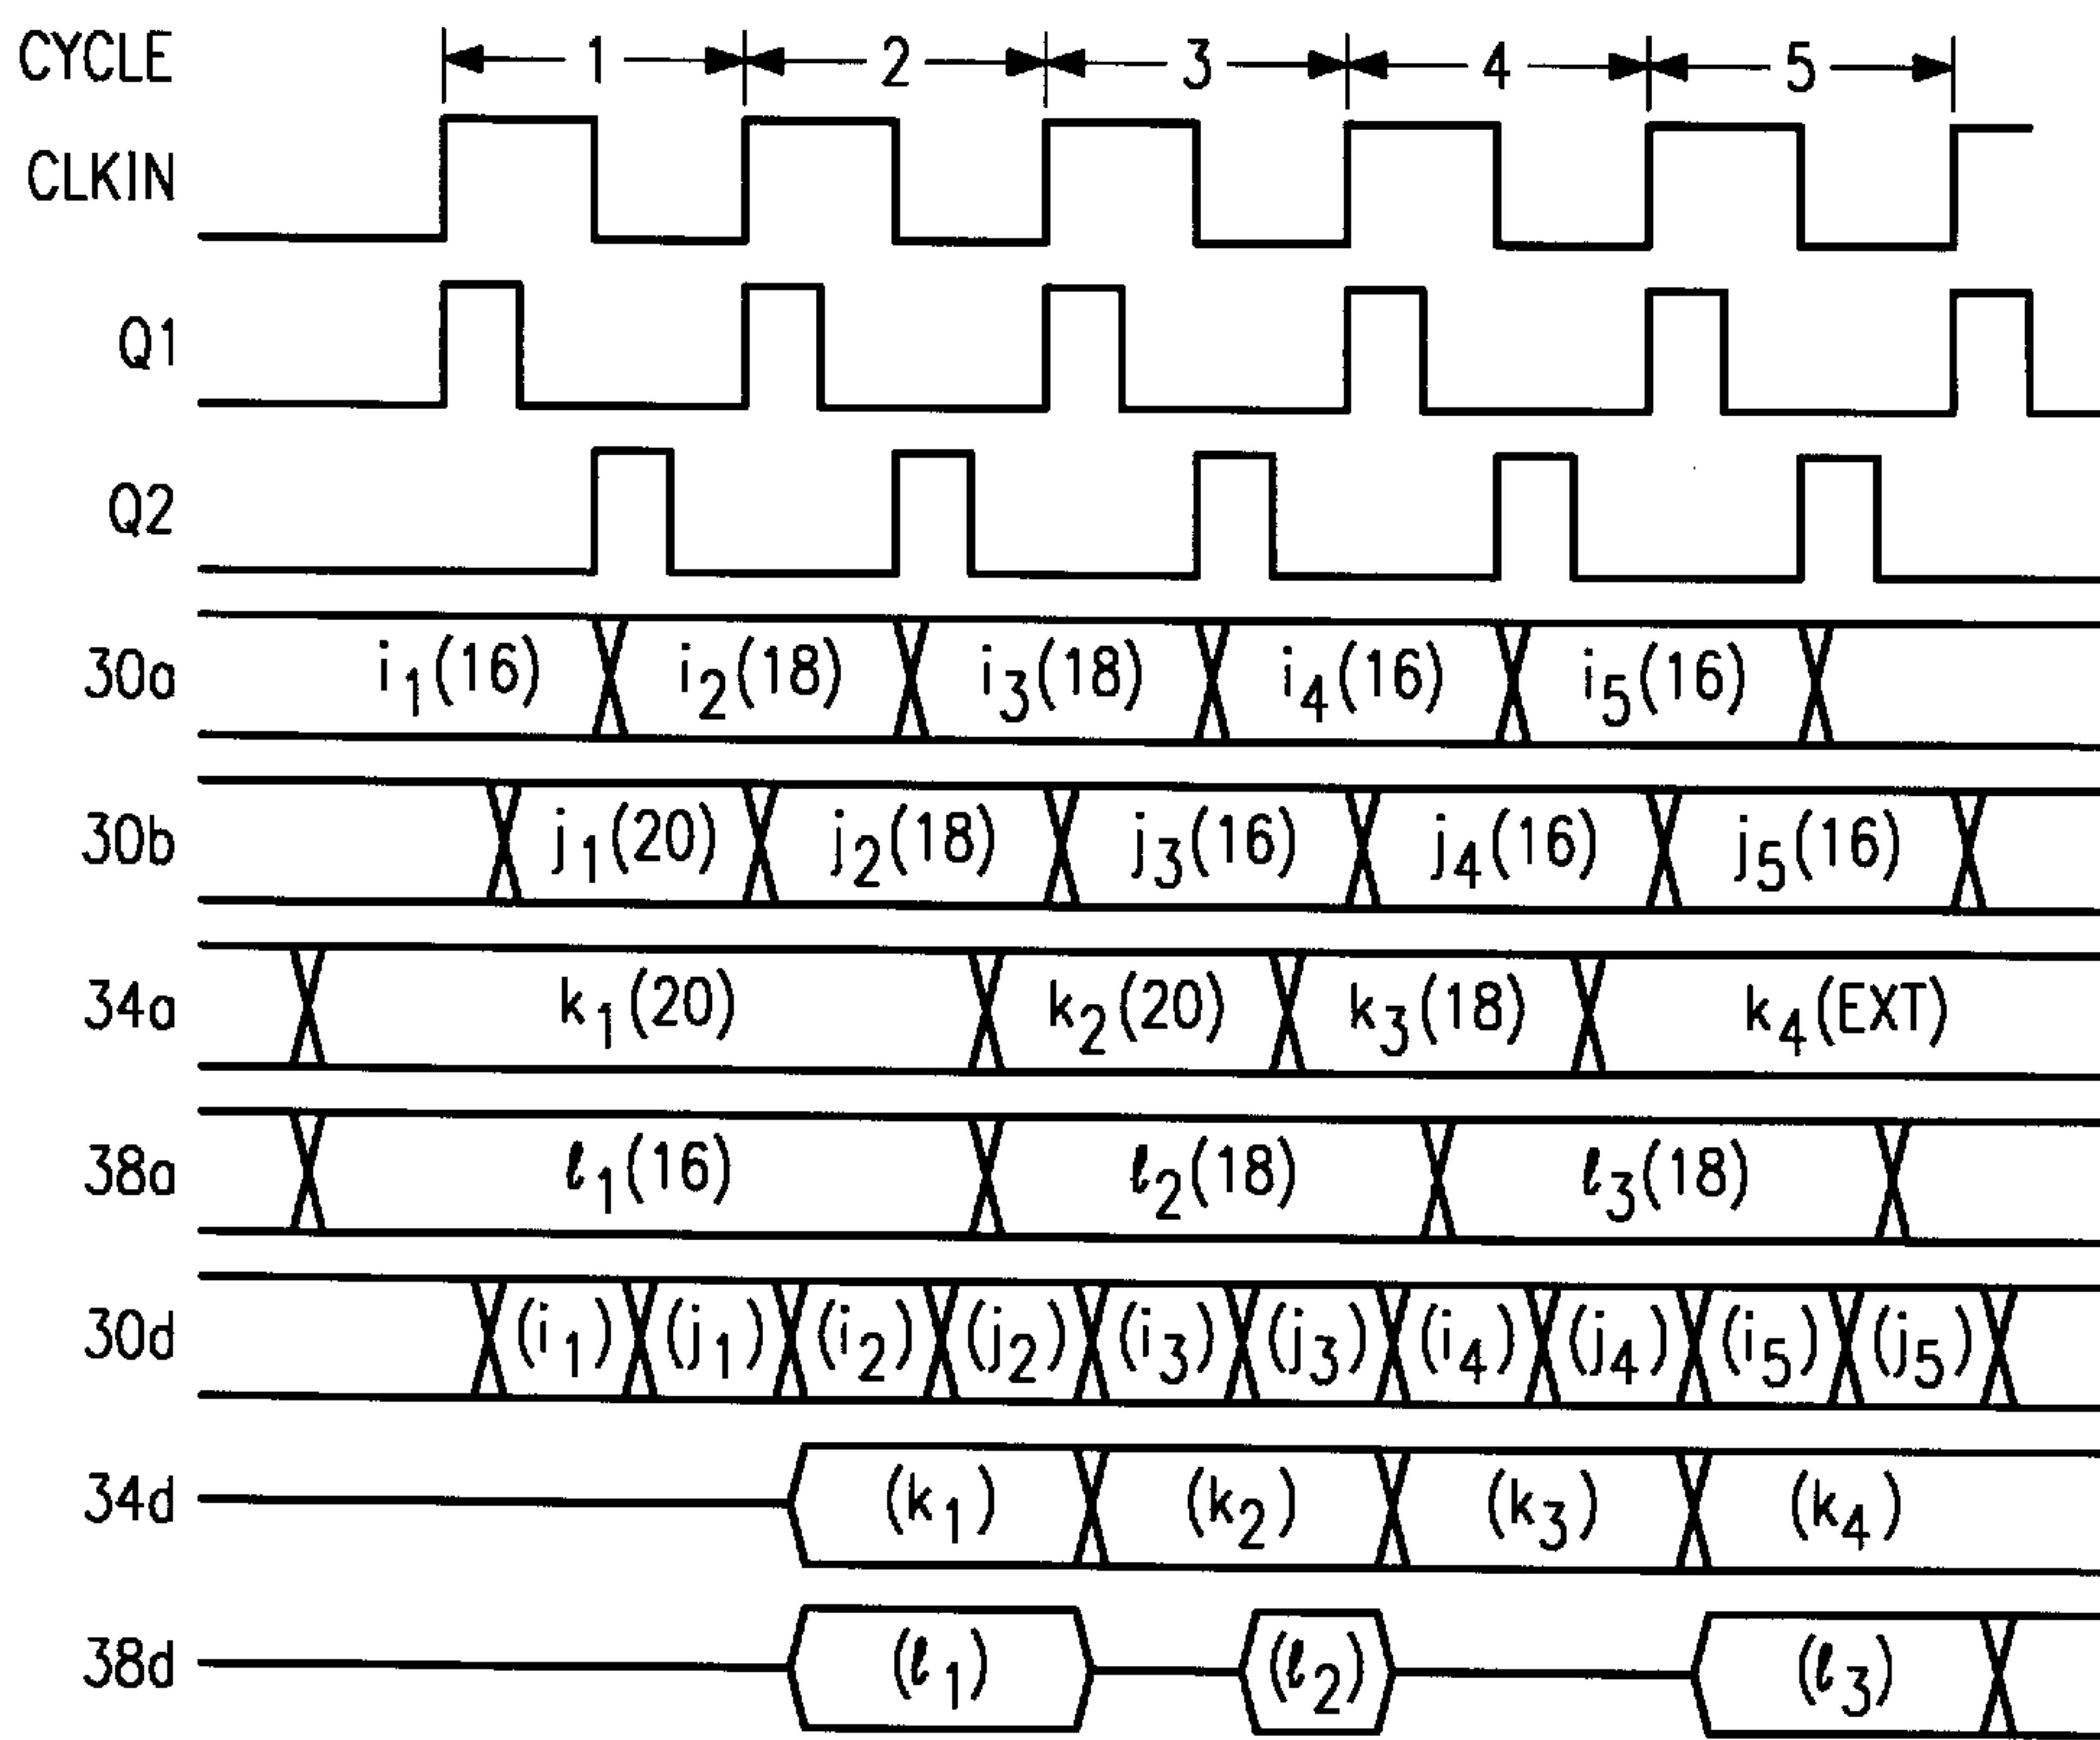 CYCLE 1 2 3 4 5
CLKIN
Q1
Q2
30a i1(16) i2(18) i3(18) i4(16) i5(16)
30b j1(20) j2(18) j3(16) j4(16) j5(16)
34a k1(20) k2(20) k3(18) k4(EXT)
38a ℓ1(16) ℓ2(18) ℓ3(18)
30d (i1) (j1) (i2) (j2) (i3) (j3) (i4) (j4) (i5) (j5)
34d (k1) (k2) (k3) (k4)
38d (ℓ1) (ℓ2) (ℓ3)